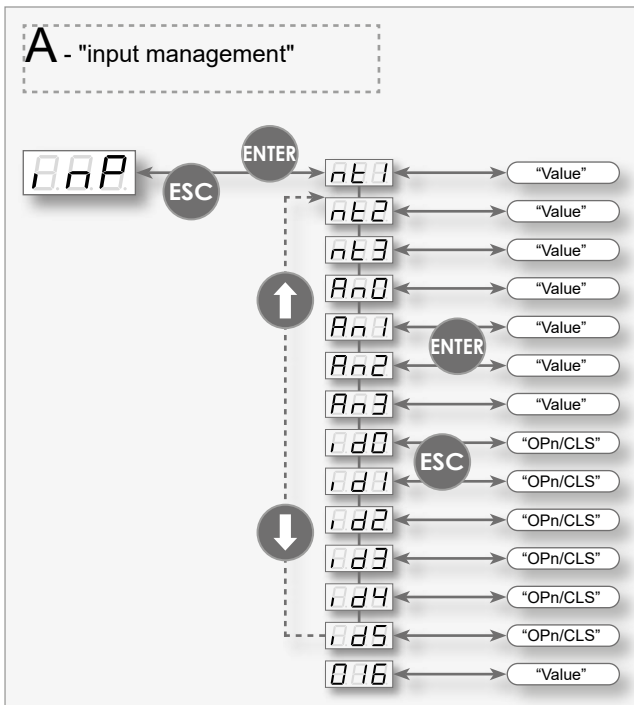 A - "input management"
inP
ENTER
ESC
nt1 "Value"
nt2 "Value"
nt3 "Value"
An0 "Value"
An1 "Value"
ENTER
An2 "Value"
An3 "Value"
id0 "OPn/CLS"
ESC
id1 "OPn/CLS"
id2 "OPn/CLS"
id3 "OPn/CLS"
id4 "OPn/CLS"
id5 "OPn/CLS"
016 "Value"